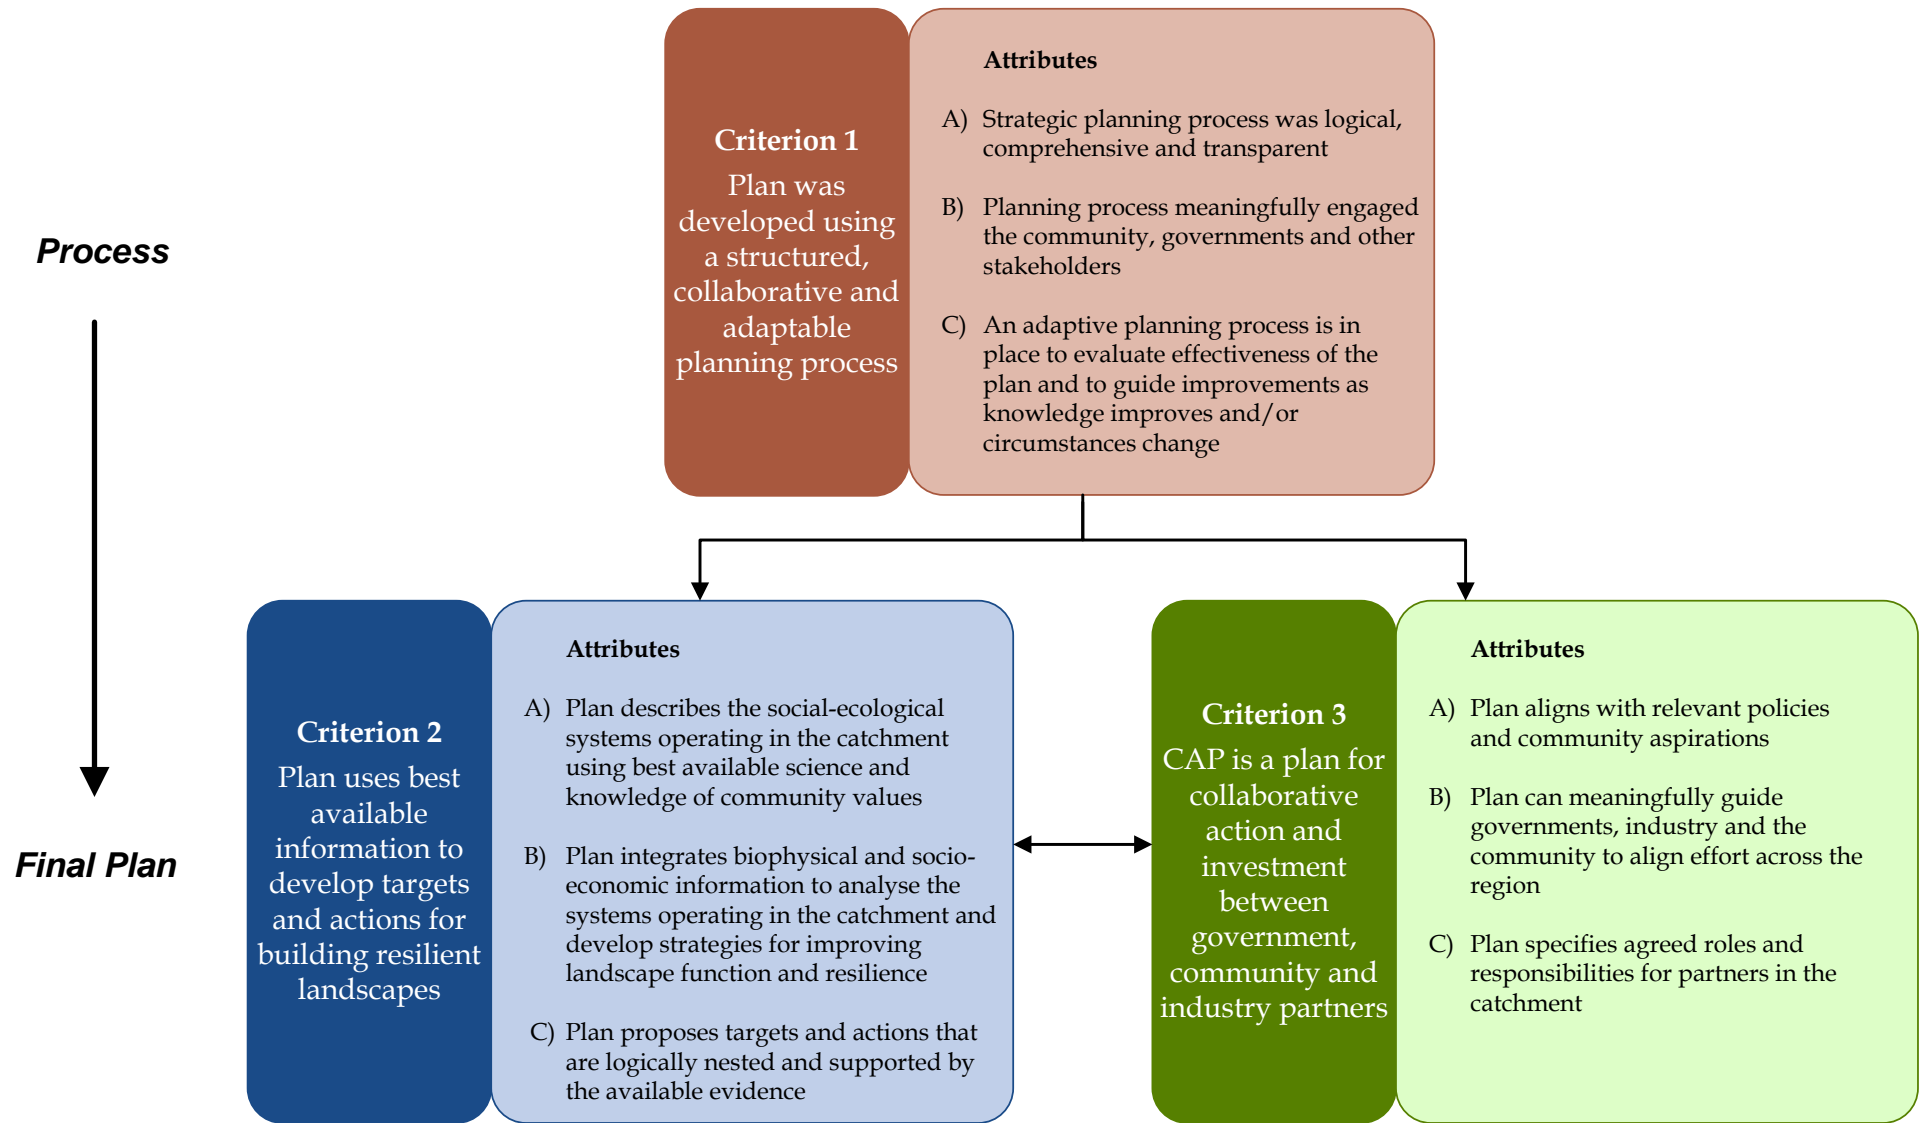 Process
Final Plan
Criterion 1
Plan was
developed using
a structured,
collaborative and
adaptable
planning process
Attributes
A) Strategic planning process was logical,
comprehensive and transparent
B) Planning process meaningfully engaged
the community, governments and other
stakeholders
C) An adaptive planning process is in
place to evaluate effectiveness of the
plan and to guide improvements as
knowledge improves and/or
circumstances change
Criterion 2
Plan uses best
available
information to
develop targets
and actions for
building resilient
landscapes
Attributes
A) Plan describes the social-ecological
systems operating in the catchment
using best available science and
knowledge of community values
B) Plan integrates biophysical and socio-
economic information to analyse the
systems operating in the catchment and
develop strategies for improving
landscape function and resilience
C) Plan proposes targets and actions that
are logically nested and supported by
the available evidence
Criterion 3
CAP is a plan for
collaborative
action and
investment
between
government,
community and
industry partners
Attributes
A) Plan aligns with relevant policies
and community aspirations
B) Plan can meaningfully guide
governments, industry and the
community to align effort across the
region
C) Plan specifies agreed roles and
responsibilities for partners in the
catchment